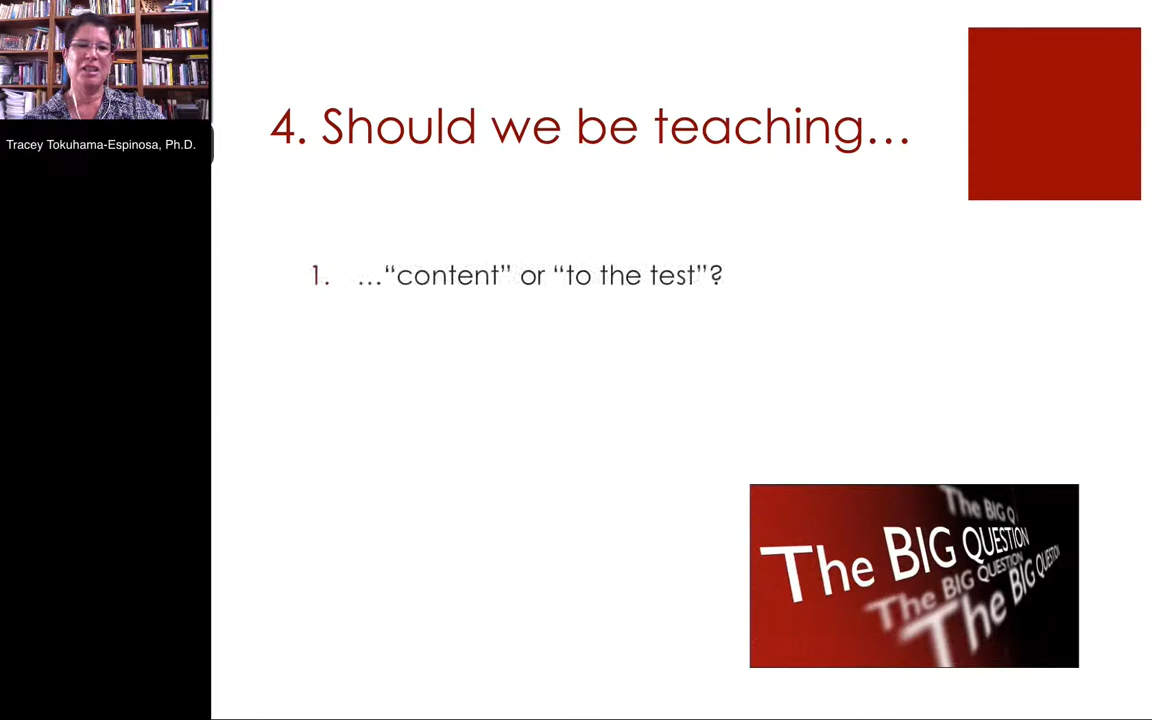 Tracey Tokuhama-Espinosa, Ph.D.
4. Should we be teaching…
1. …“content” or “to the test”?
The BIG Q
The BIG QUESTION
The BIG QUESTION
The BIG QUESTION